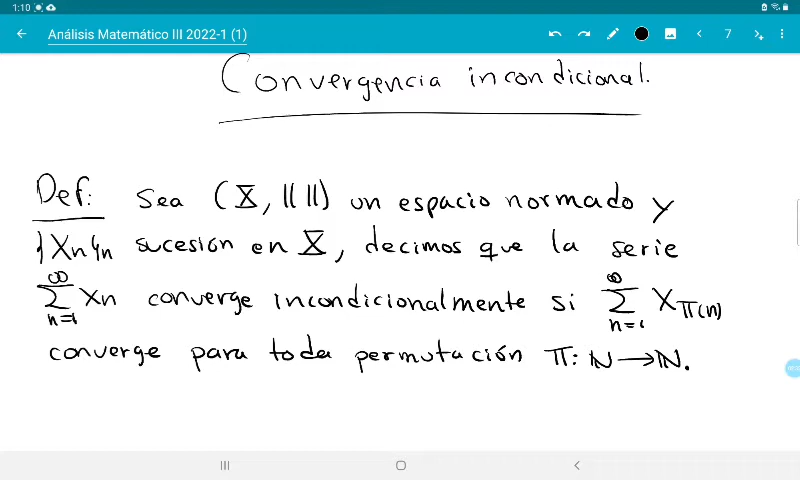 1:10
Análisis Matemático III 2022-1 (1)
7
Convergencia incondicional.
Def: Sea (X, || ||) un espacio normado y
{Xn}n sucesión en X, decimos que la serie
∑_{n=1}^{∞} Xn converge incondicionalmente si ∑_{n=1}^{∞} X_{π(n)}
converge para toda permutación π: ℕ → ℕ.